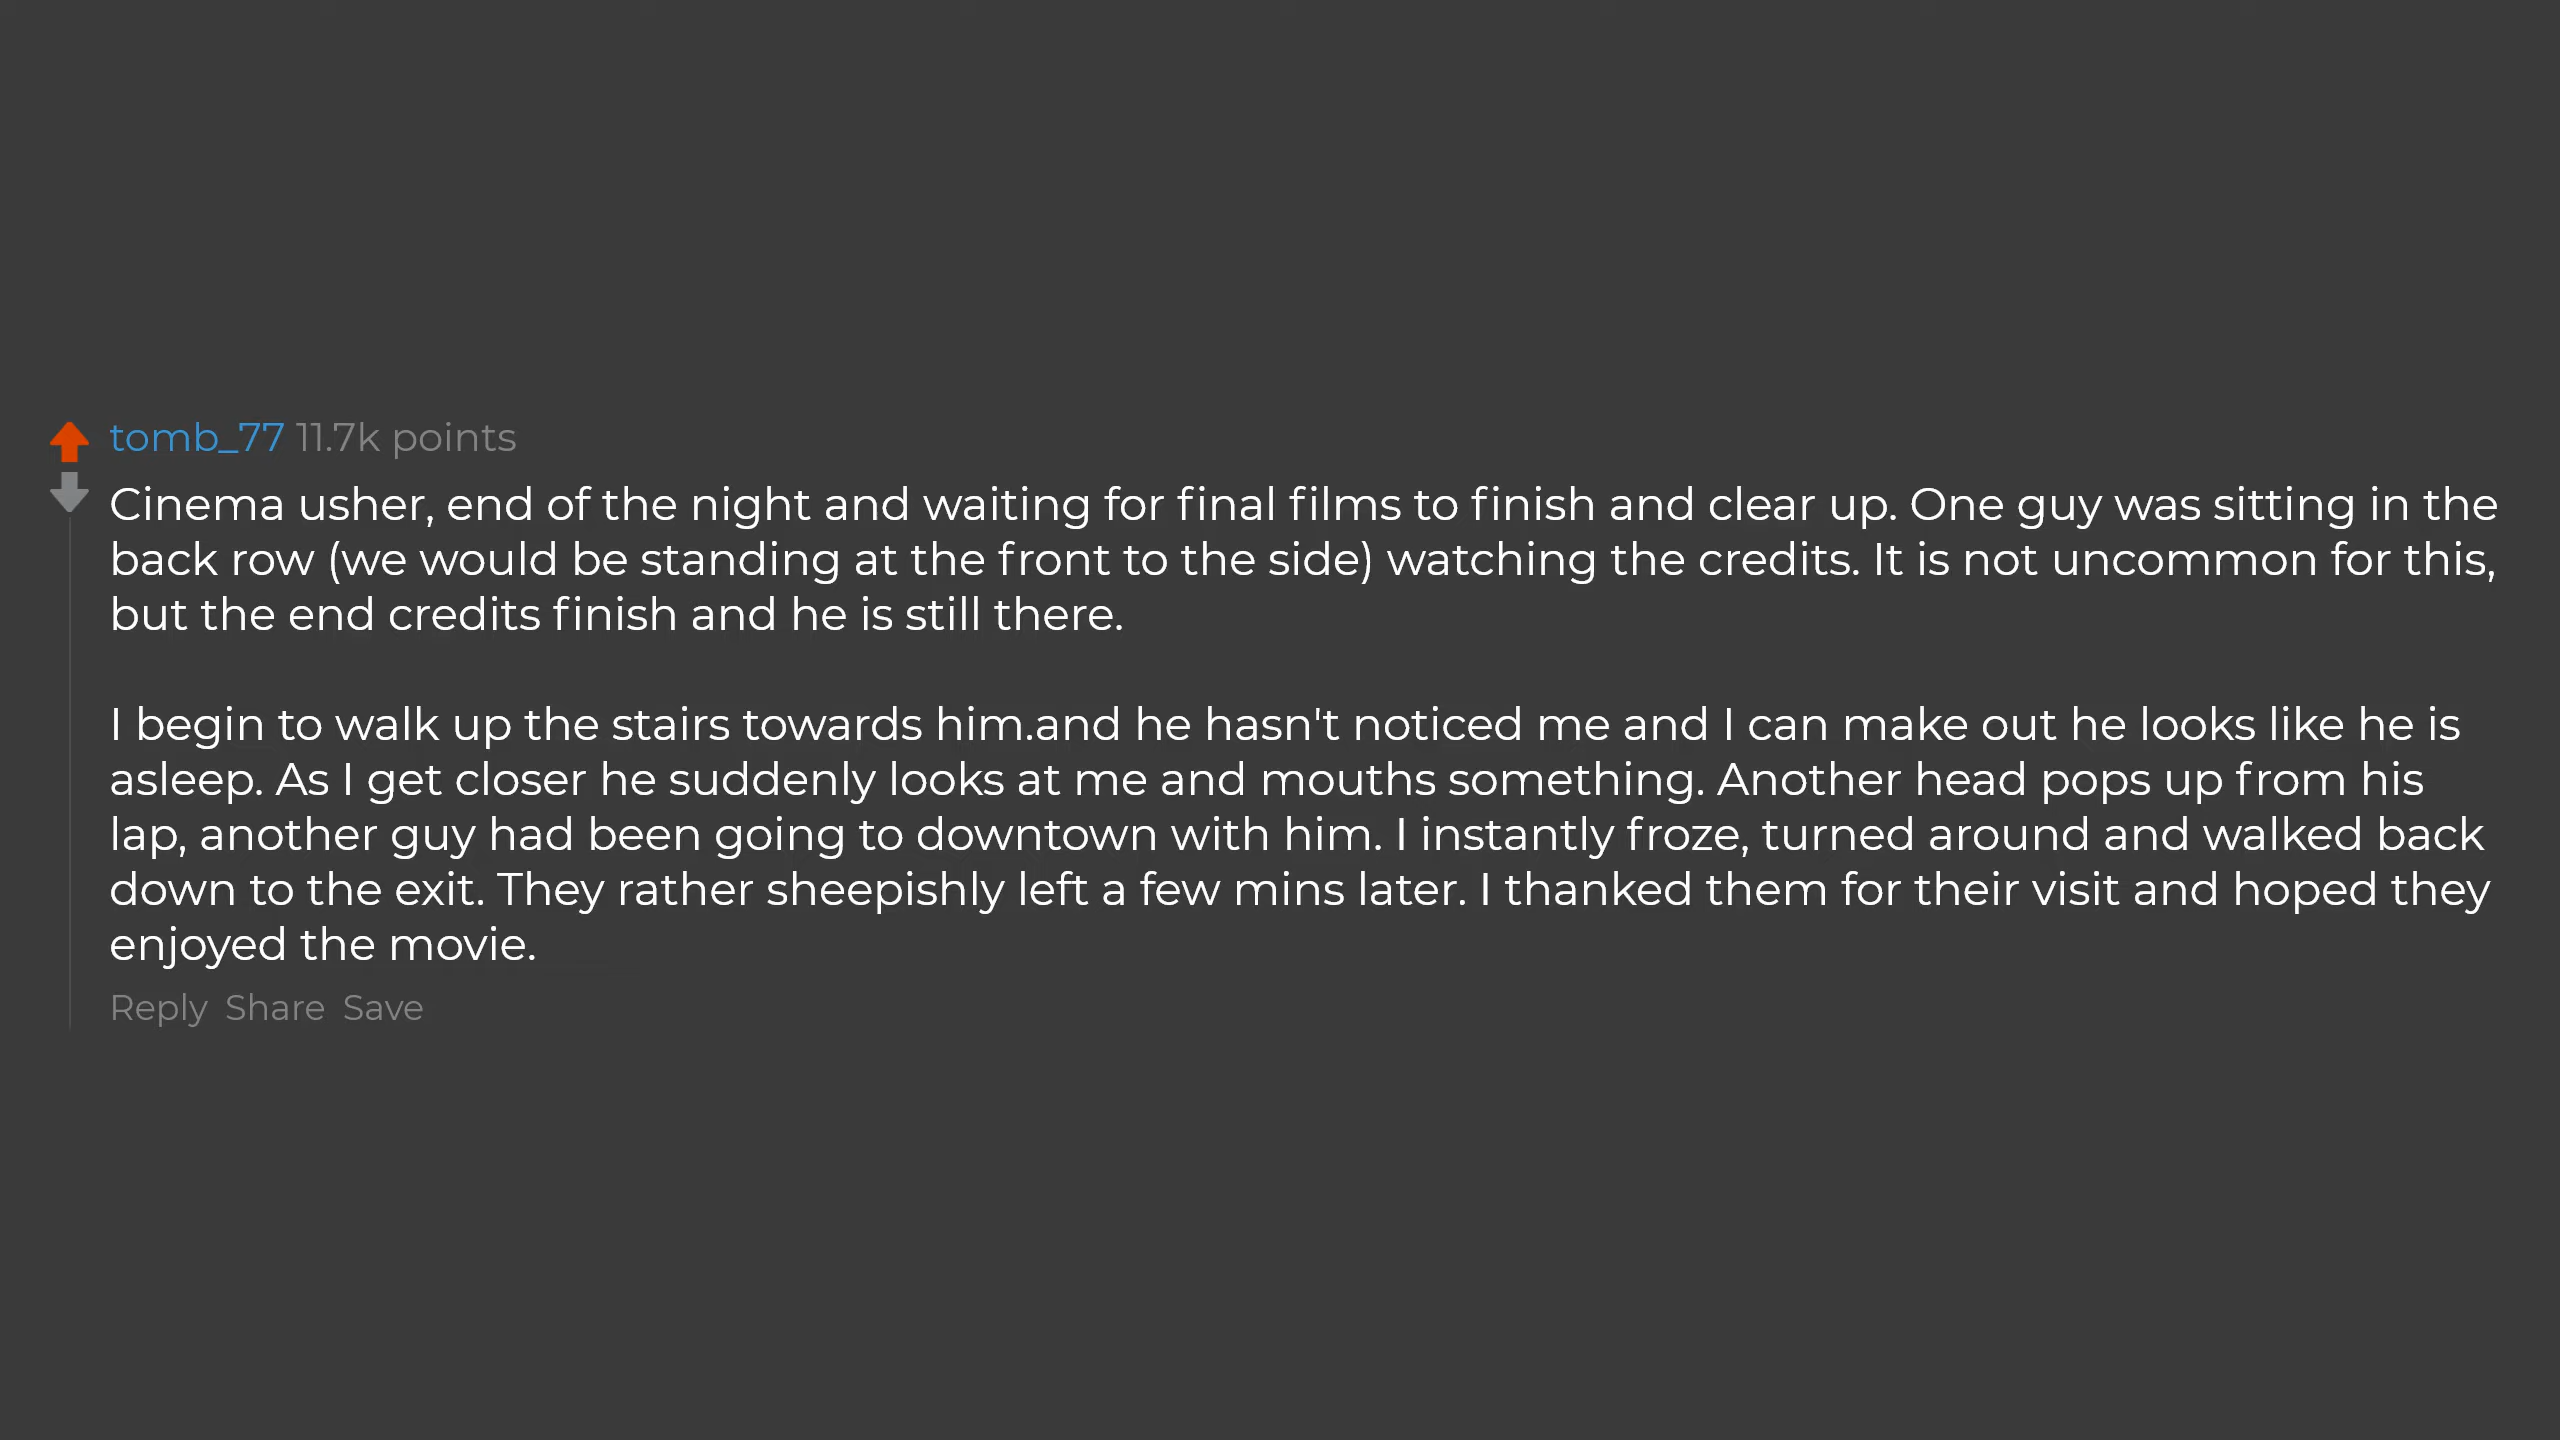 tomb_77 11.7k points
Cinema usher, end of the night and waiting for final films to finish and clear up. One guy was sitting in the
back row (we would be standing at the front to the side) watching the credits. It is not uncommon for this,
but the end credits finish and he is still there.
I begin to walk up the stairs towards him.and he hasn't noticed me and I can make out he looks like he is
asleep. As I get closer he suddenly looks at me and mouths something. Another head pops up from his
lap, another guy had been going to downtown with him. I instantly froze, turned around and walked back
down to the exit. They rather sheepishly left a few mins later. I thanked them for their visit and hoped they
enjoyed the movie.
Reply Share Save